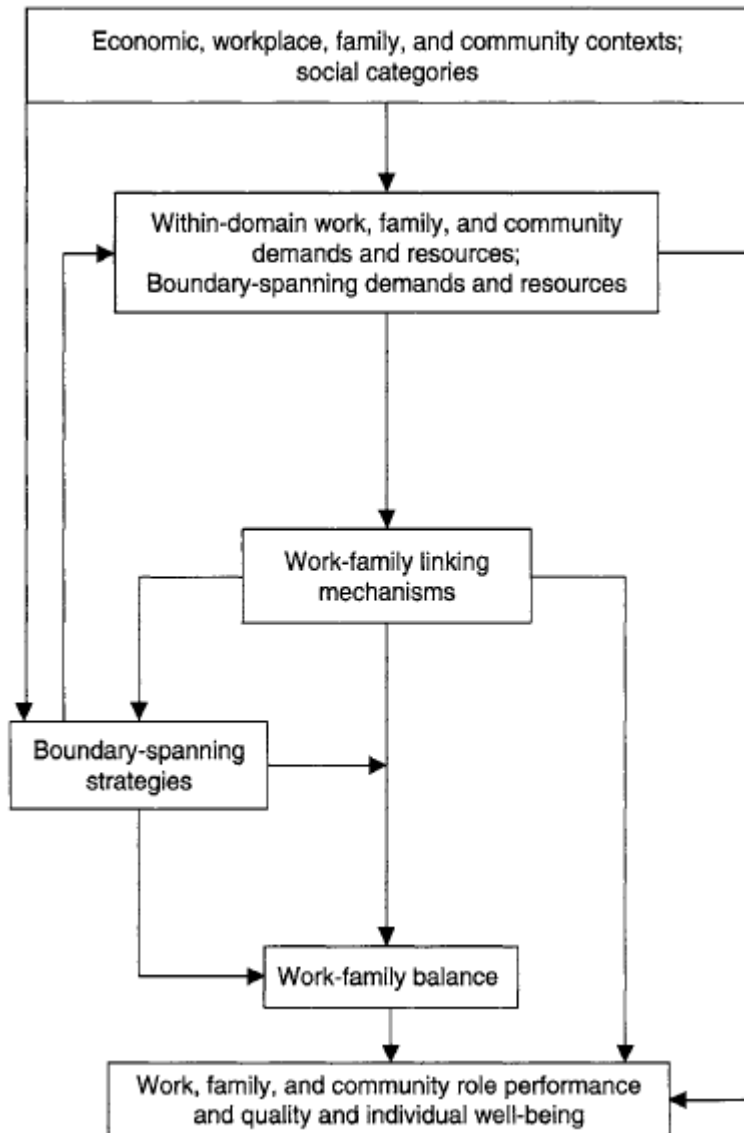 Economic, workplace, family, and community contexts;
social categories
Within-domain work, family, and community
demands and resources;
Boundary-spanning demands and resources
Work-family linking
mechanisms
Boundary-spanning
strategies
Work-family balance
Work, family, and community role performance
and quality and individual well-being